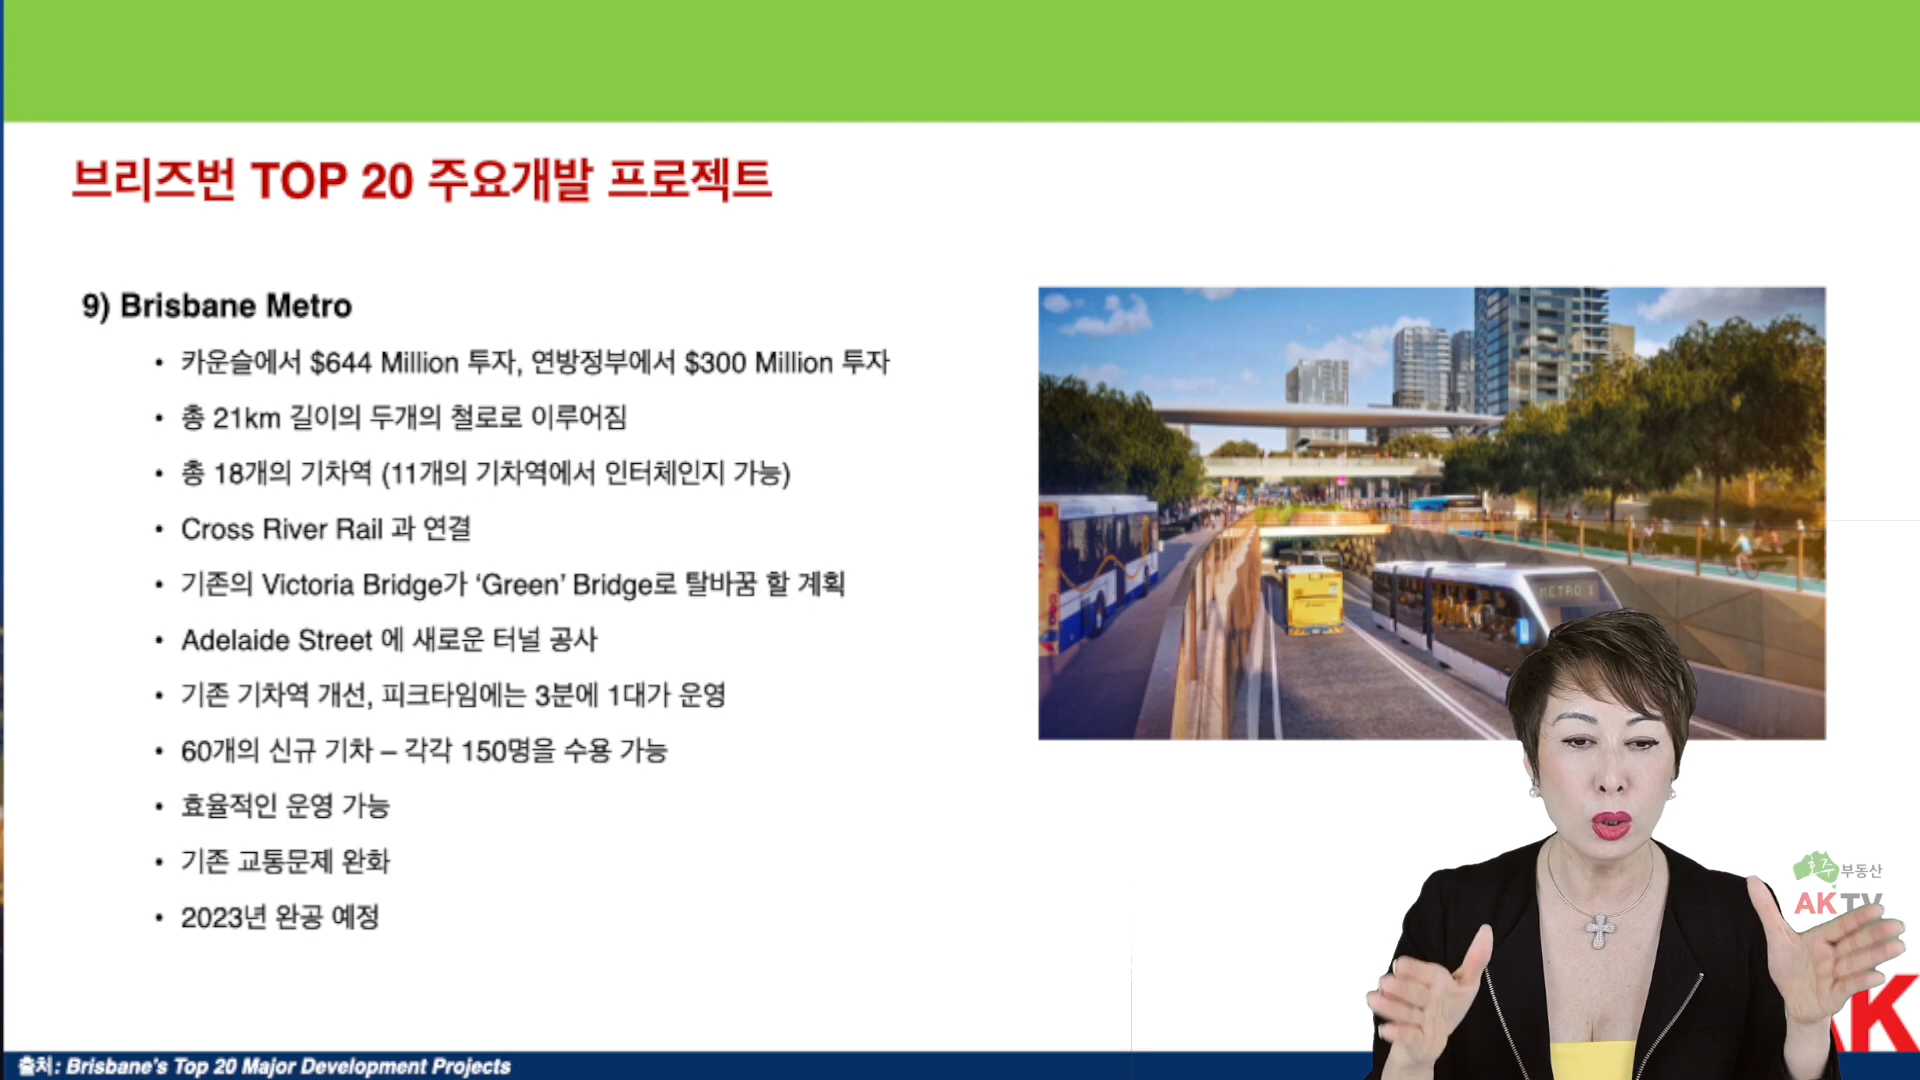 브리즈번 TOP 20 주요개발 프로젝트
9) Brisbane Metro
• 카운슬에서 $644 Million 투자, 연방정부에서 $300 Million 투자
• 총 21km 길이의 두개의 철로로 이루어짐
• 총 18개의 기차역 (11개의 기차역에서 인터체인지 가능)
• Cross River Rail 과 연결
• 기존의 Victoria Bridge가 ‘Green’ Bridge로 탈바꿈 할 계획
• Adelaide Street 에 새로운 터널 공사
• 기존 기차역 개선, 피크타임에는 3분에 1대가 운영
• 60개의 신규 기차 – 각각 150명을 수용 가능
• 효율적인 운영 가능
• 기존 교통문제 완화
• 2023년 완공 예정
METRO 1
호주 부동산
AK TV
AK
출처: Brisbane's Top 20 Major Development Projects